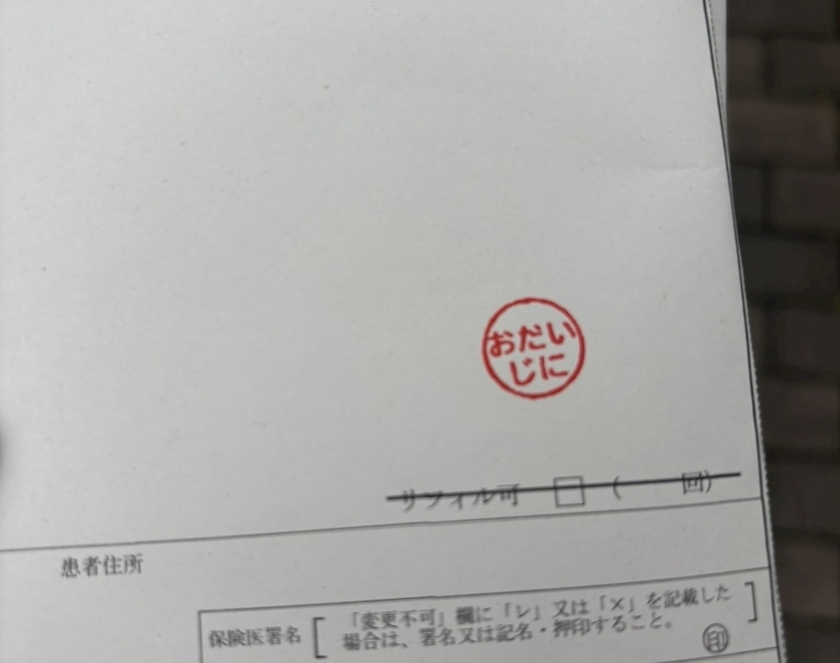 おだい
じに
リフィル可 □ ( 回)
患者住所
保険医署名
「変更不可」欄に「レ」又は「×」を記載した
場合は、署名又は記名・押印すること。
印